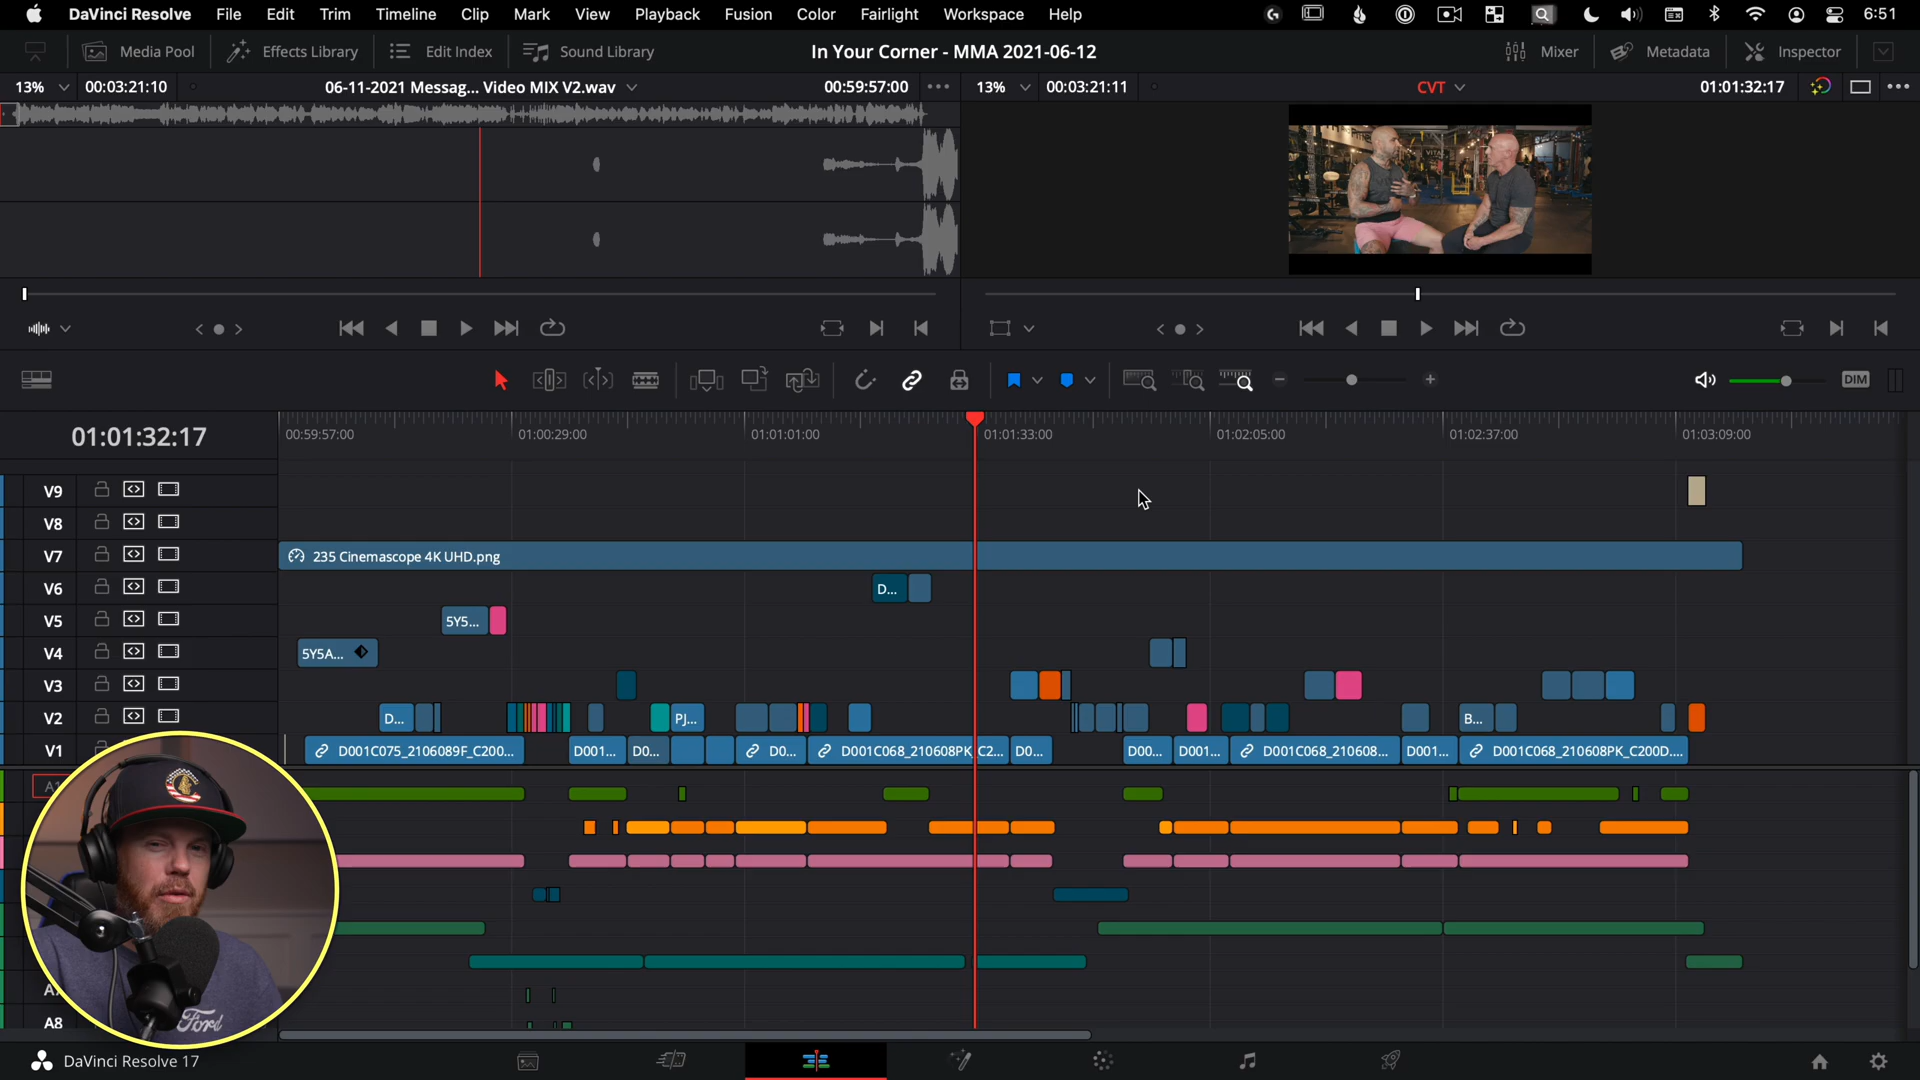 DaVinci Resolve File Edit Trim Timeline Clip Mark View Playback Fusion Color Fairlight Workspace Help 6:51
Media Pool Effects Library Edit Index Sound Library In Your Corner - MMA 2021-06-12 Mixer Metadata Inspector
13% 00:03:21:10 06-11-2021 Messag... Video MIX V2.wav 00:59:57:00 13% 00:03:21:11 CVT 01:01:32:17
DIM
01:01:32:17 00:59:57:00 01:00:29:00 01:01:01:00 01:01:33:00 01:02:05:00 01:02:37:00 01:03:09:00
V9
V8
V7 235 Cinemascope 4K UHD.png
V6 D...
V5 5Y5...
V4 5Y5A...
V3
V2 D... PJ... B...
V1 D001C075_2106089F_C200... D001... D0... D0... D001C068_210608PK_C2... D0... D00... D001... D001C068_210608... D001... D001C068_210608PK_C200D....
A8
Ford
DaVinci Resolve 17